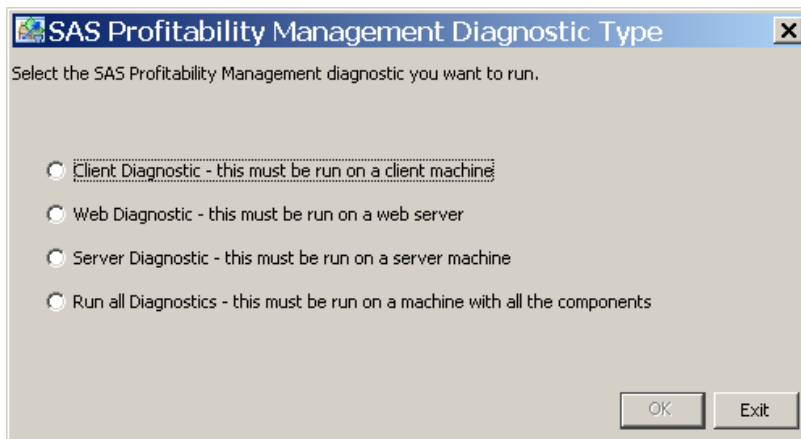 SAS Profitability Management Diagnostic Type
Select the SAS Profitability Management diagnostic you want to run.
Client Diagnostic - this must be run on a client machine
Web Diagnostic - this must be run on a web server
Server Diagnostic - this must be run on a server machine
Run all Diagnostics - this must be run on a machine with all the components
OK Exit